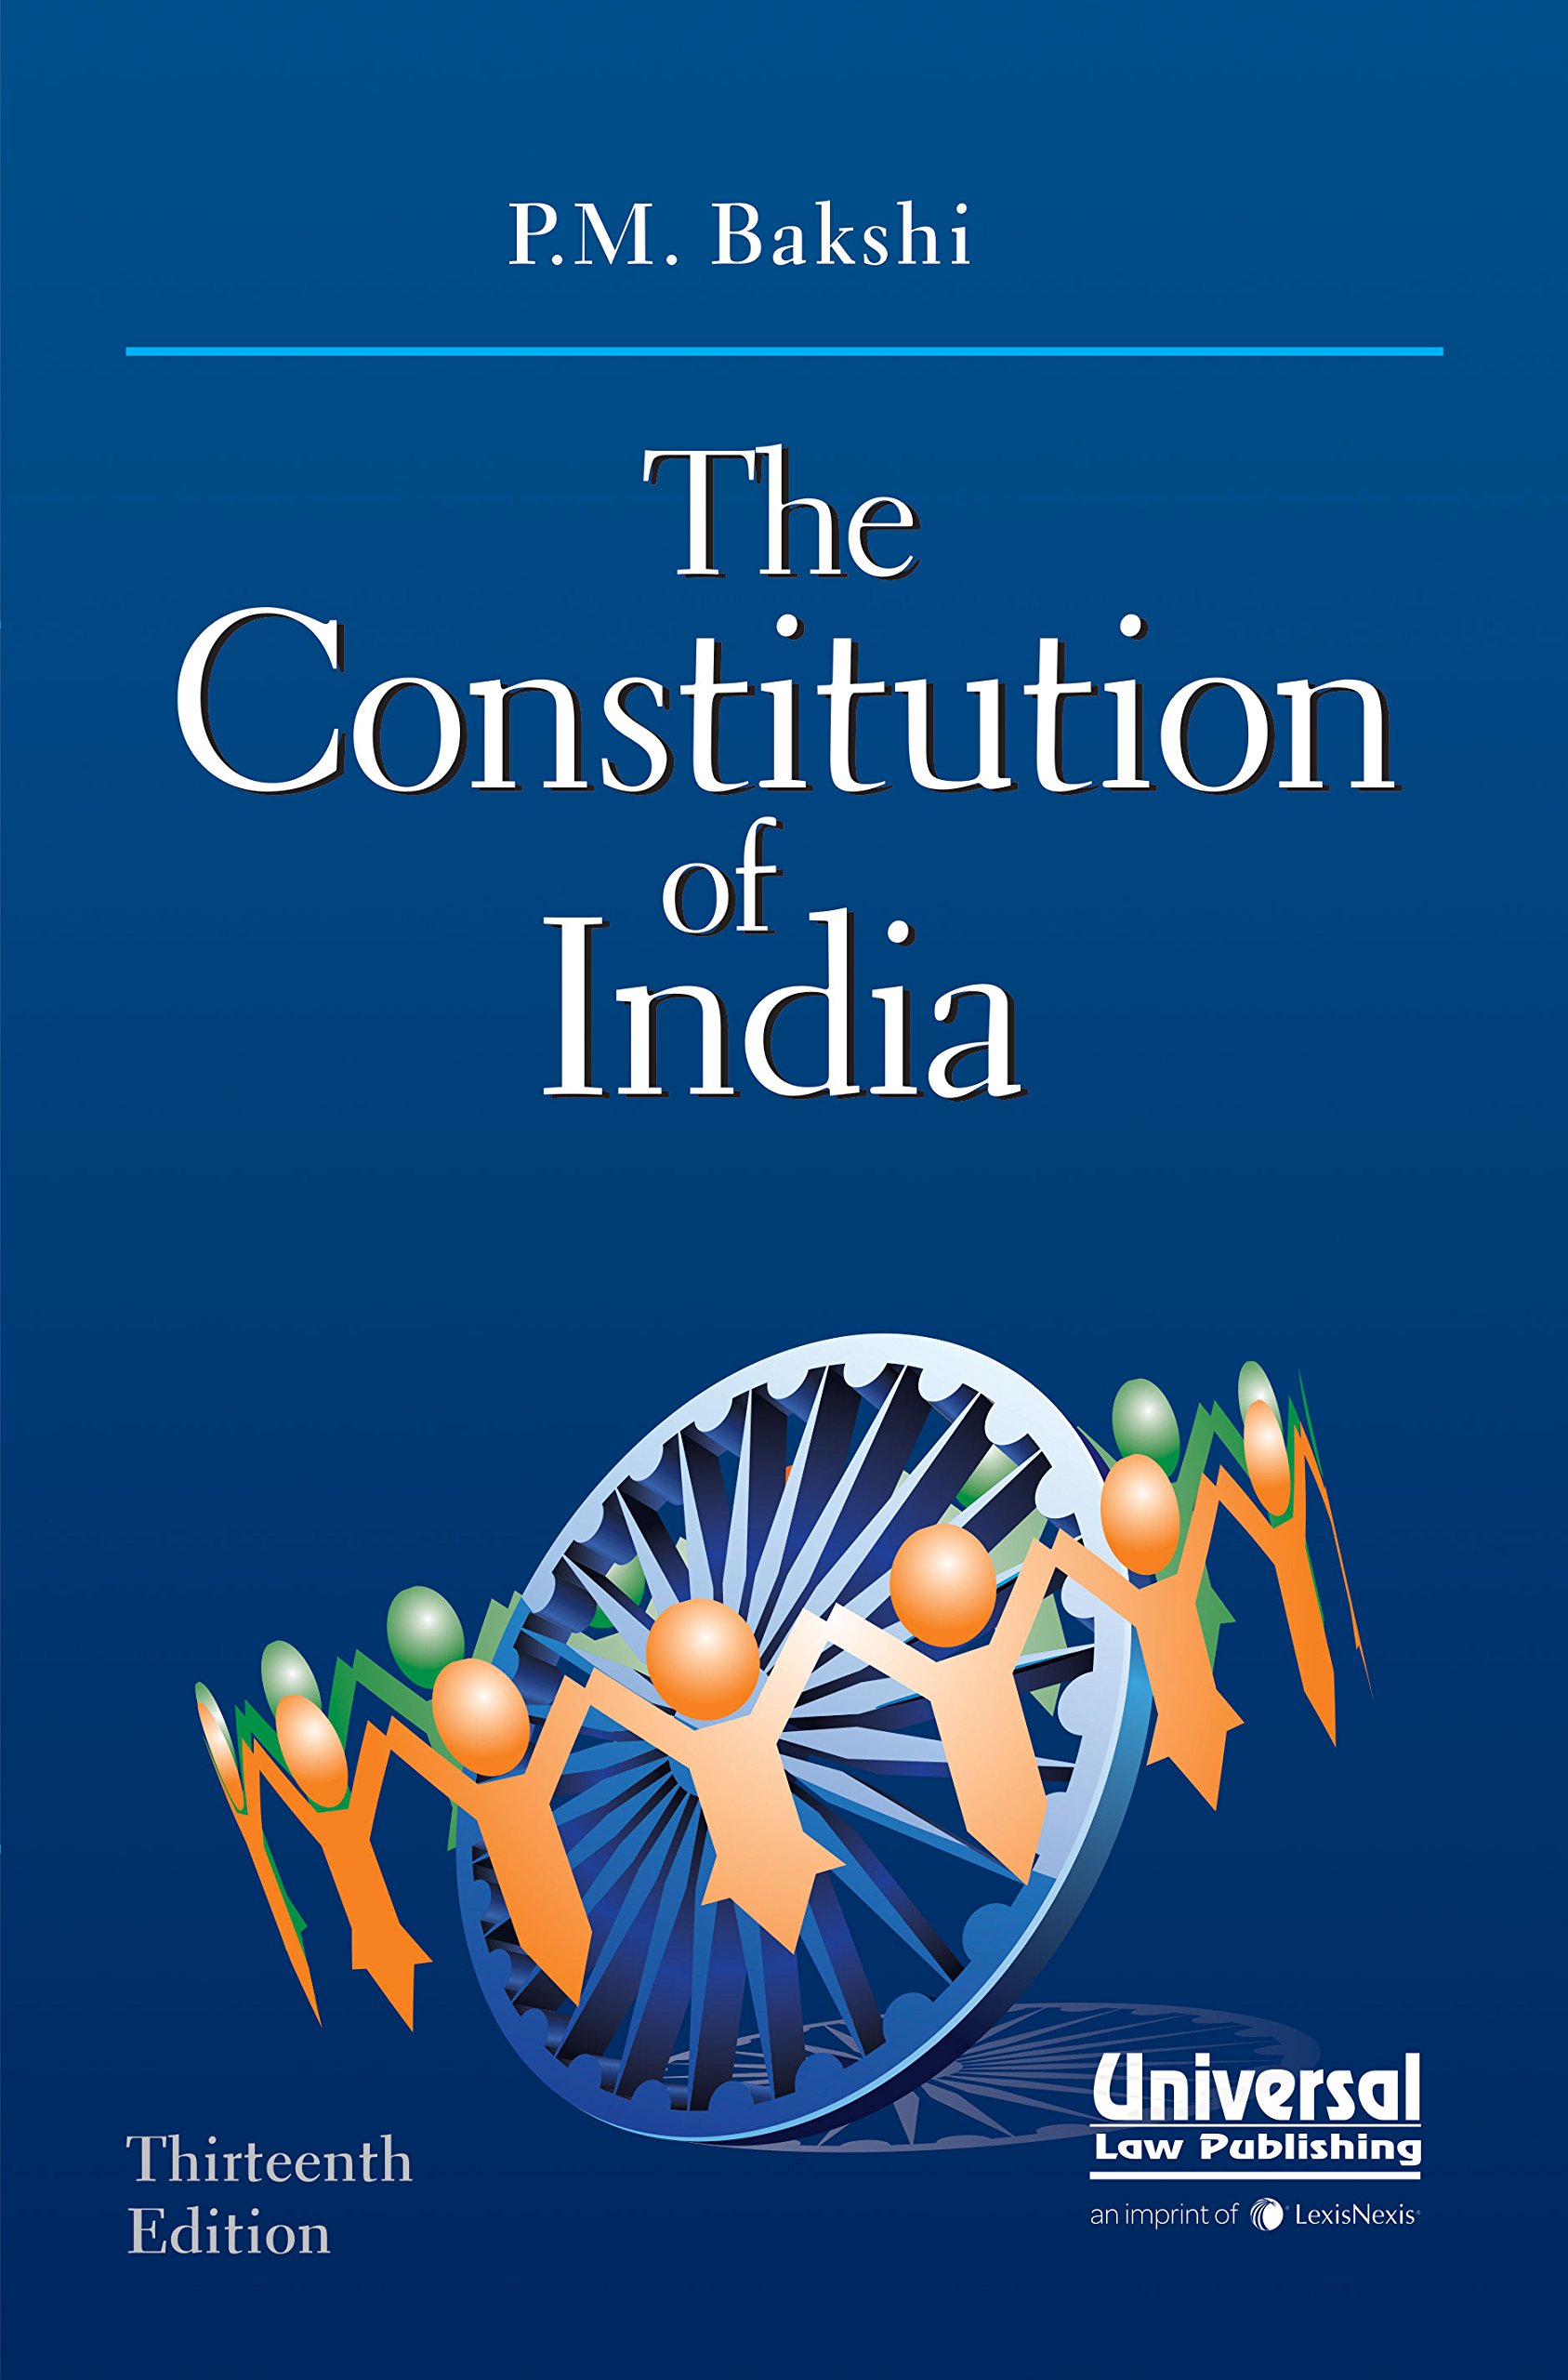 P.M. Bakshi
The
Constitution
of
India
Thirteenth
Edition
Universal
Law Publishing
an imprint of LexisNexis